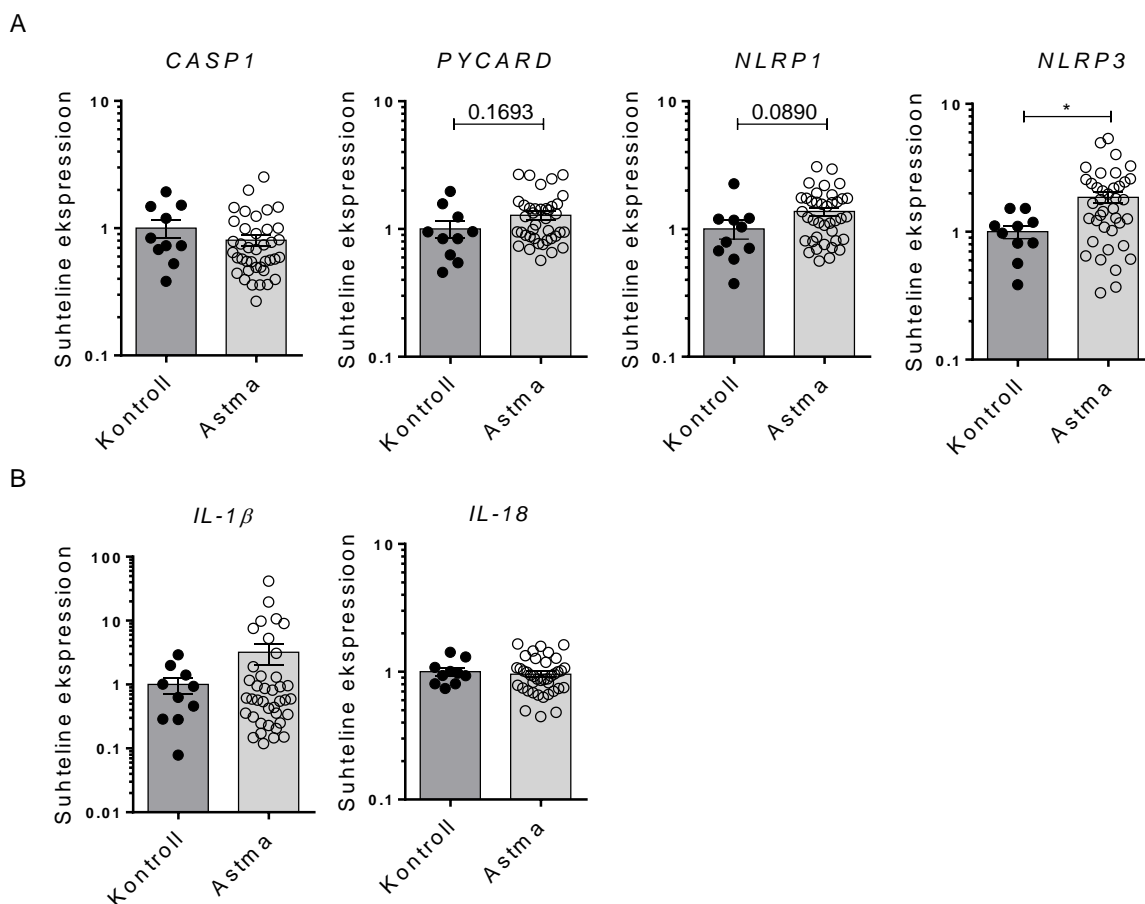 A
CASP1
Suhteline ekspressioon
10
1
0.1
Kontroll
Astma
PYCARD
Suhteline ekspressioon
10
1
0.1
0.1693
Kontroll
Astma
NLRP1
Suhteline ekspressioon
10
1
0.1
0.0890
Kontroll
Astma
NLRP3
Suhteline ekspressioon
10
1
0.1
*
Kontroll
Astma
B
IL-1β
Suhteline ekspressioon
100
10
1
0.1
0.01
Kontroll
Astma
IL-18
Suhteline ekspressioon
10
1
0.1
Kontroll
Astma